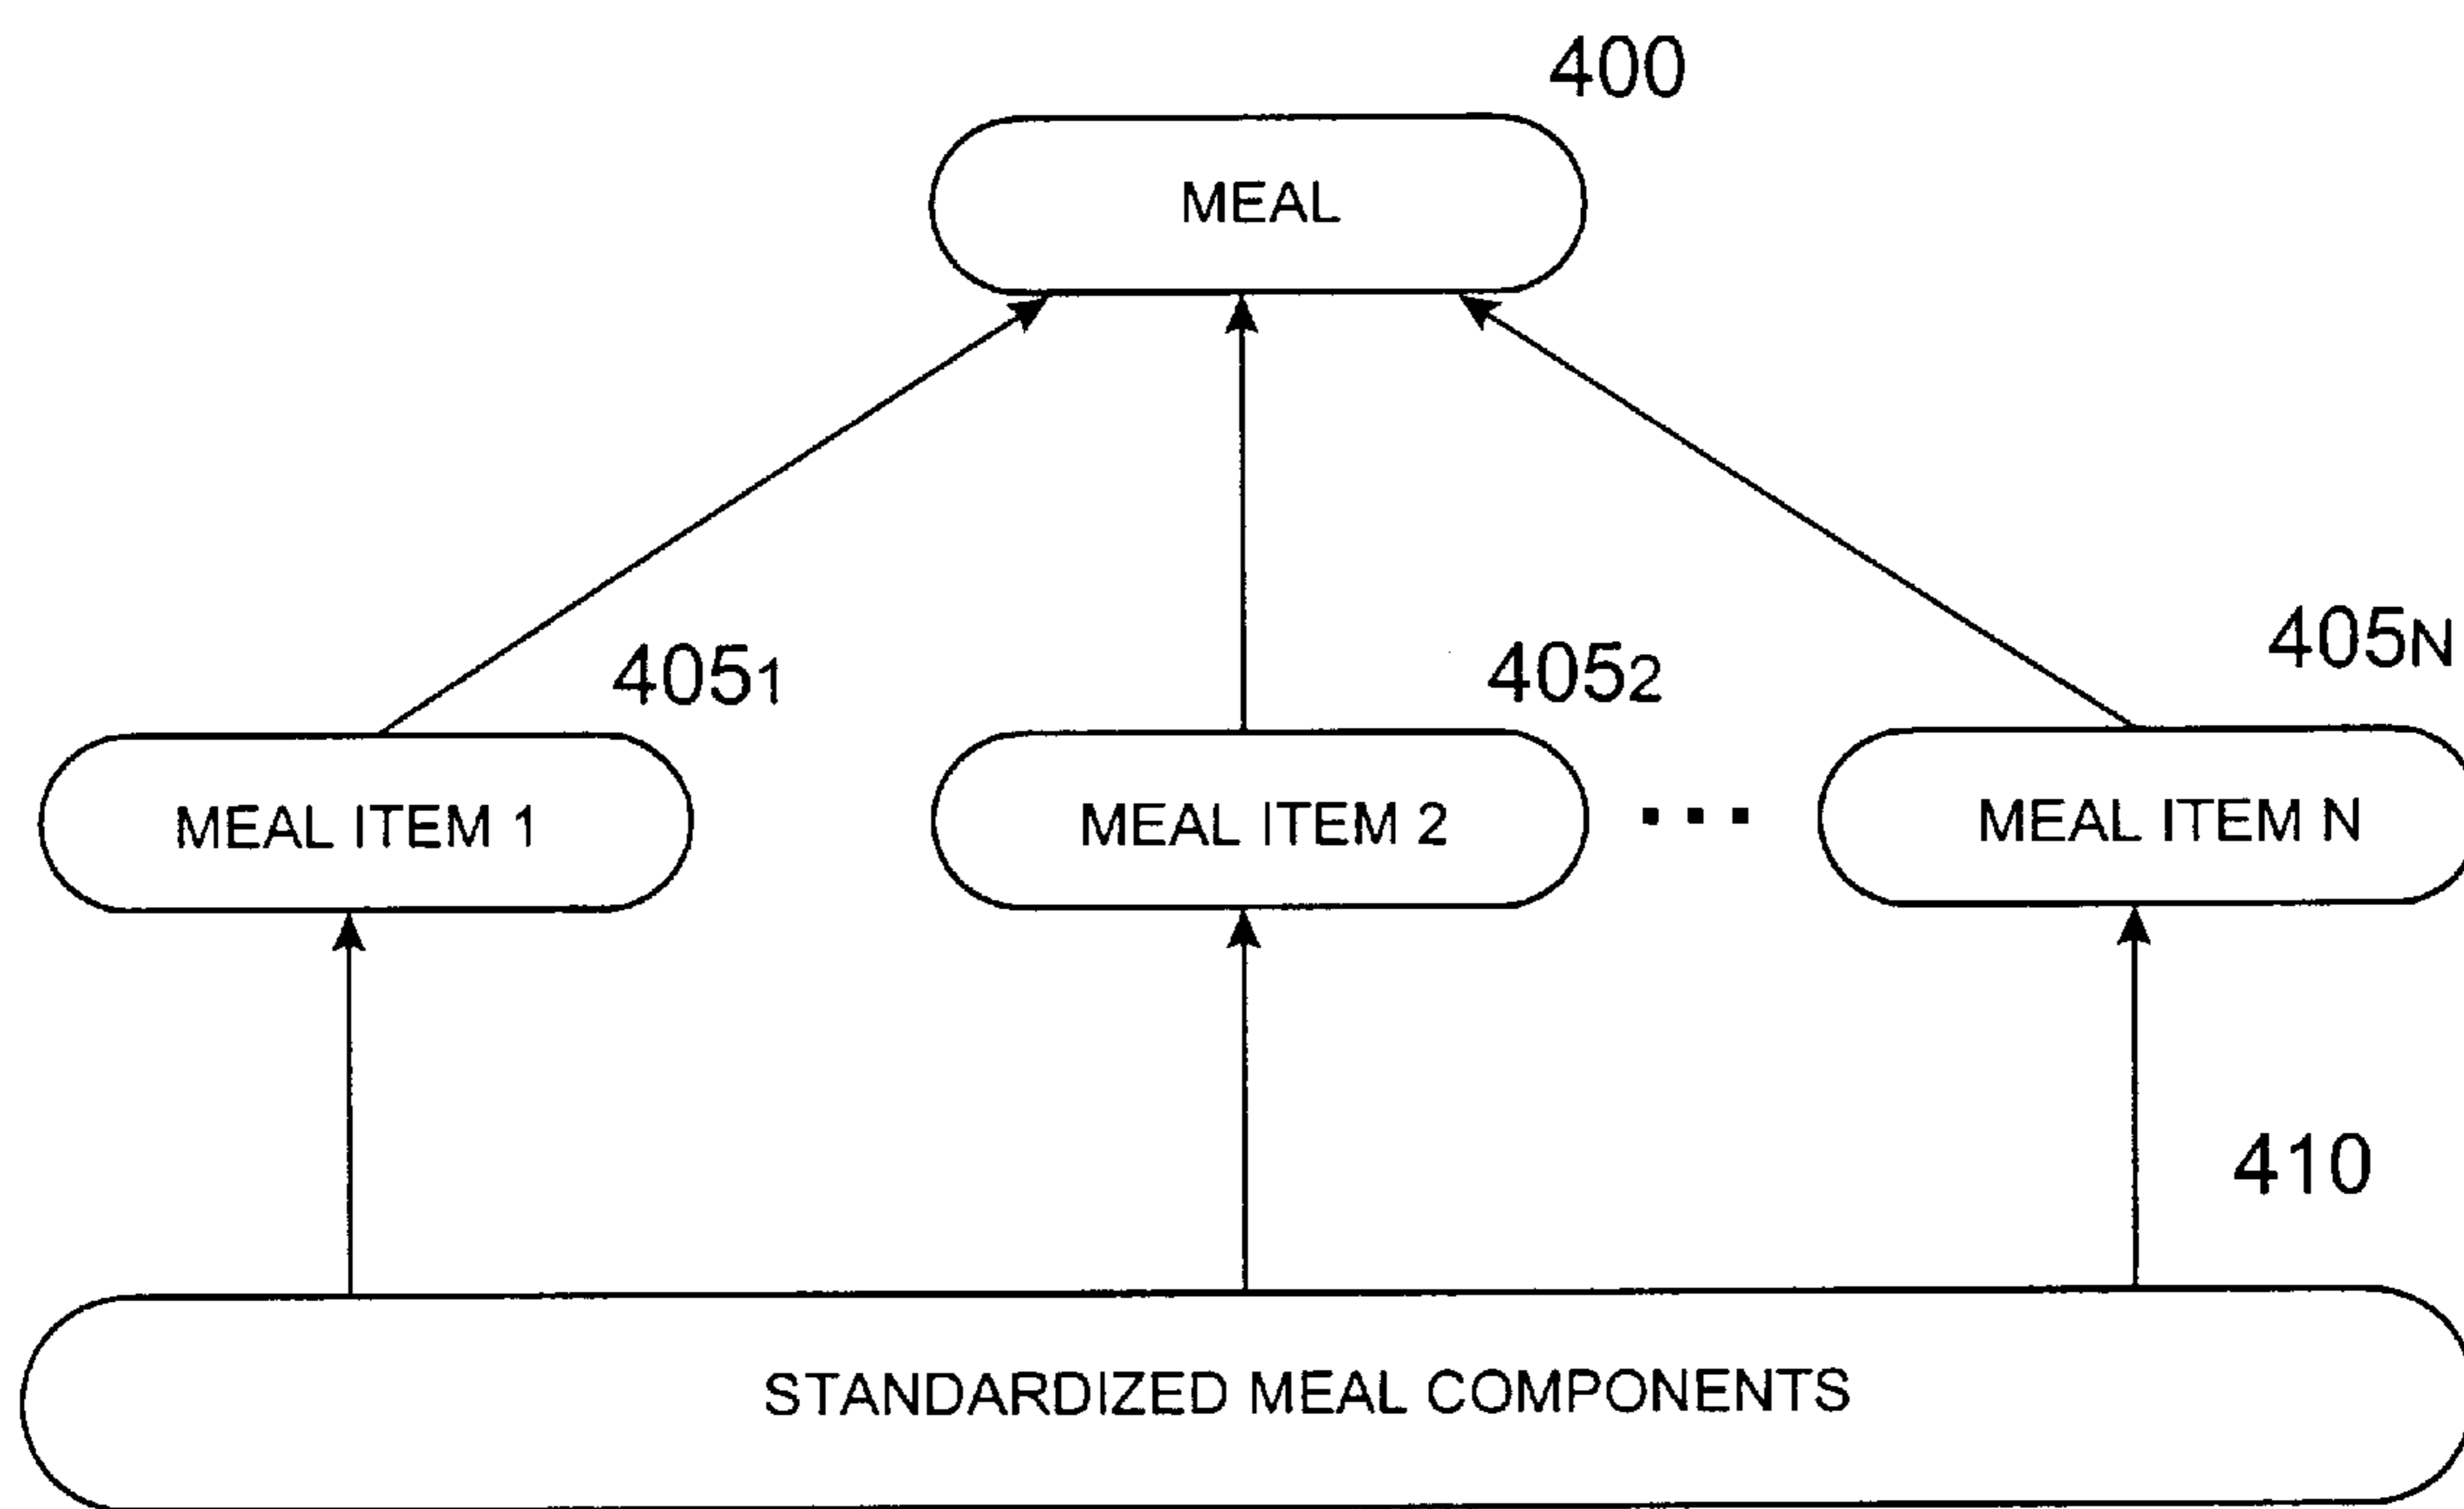 400
MEAL
405₁
405₂
405N
MEAL ITEM 1
MEAL ITEM 2
...
MEAL ITEM N
410
STANDARDIZED MEAL COMPONENTS